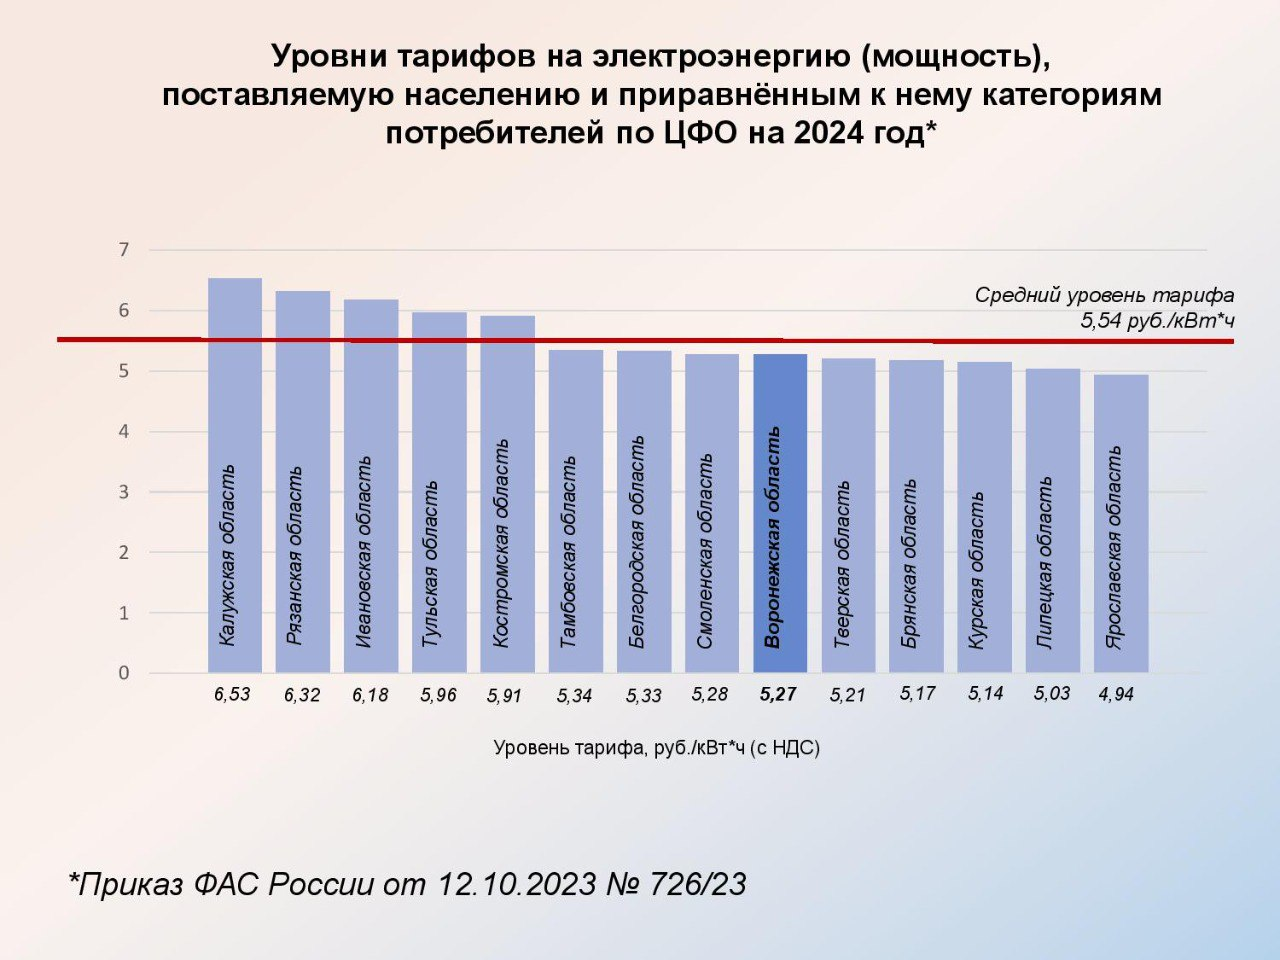 Уровни тарифов на электроэнергию (мощность),
поставляемую населению и приравнённым к нему категориям
потребителей по ЦФО на 2024 год*
7
6
5
4
3
2
1
0
Средний уровень тарифа
5,54 руб./кВт*ч
Калужская область
Рязанская область
Ивановская область
Тульская область
Костромская область
Тамбовская область
Белгородская область
Смоленская область
Воронежская область
Тверская область
Брянская область
Курская область
Липецкая область
Ярославская область
6,53 6,32 6,18 5,96 5,91 5,34 5,33 5,28 5,27 5,21 5,17 5,14 5,03 4,94
Уровень тарифа, руб./кВт*ч (с НДС)
*Приказ ФАС России от 12.10.2023 № 726/23